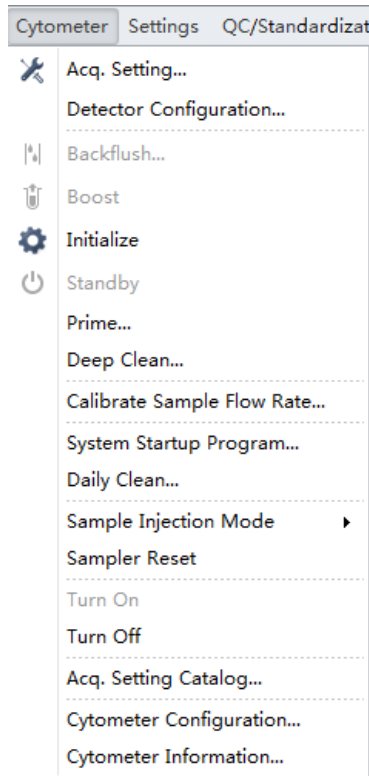 Cytometer Settings QC/Standardizat
Acq. Setting...
Detector Configuration...
Backflush...
Boost
Initialize
Standby
Prime...
Deep Clean...
Calibrate Sample Flow Rate...
System Startup Program...
Daily Clean...
Sample Injection Mode
Sampler Reset
Turn On
Turn Off
Acq. Setting Catalog...
Cytometer Configuration...
Cytometer Information...